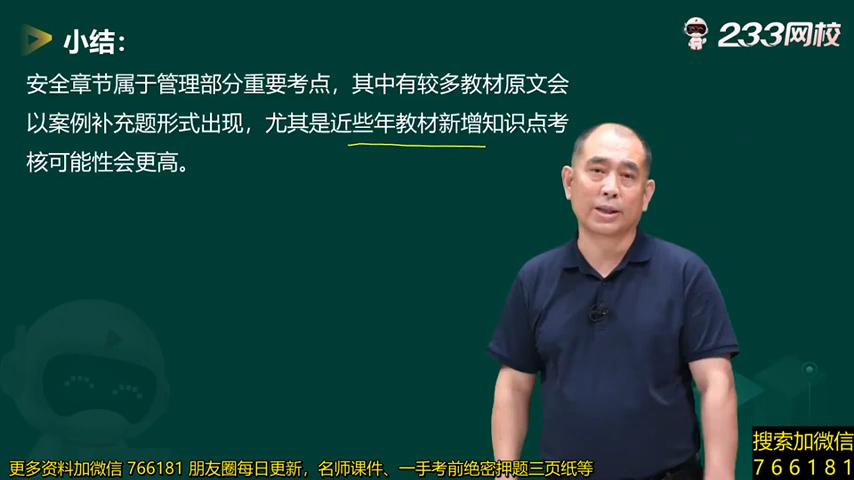 小结：
233网校
安全章节属于管理部分重要考点，其中有较多教材原文会
以案例补充题形式出现，尤其是近些年教材新增知识点考
核可能性会更高。
搜索加微信
766181
更多资料加微信 766181 朋友圈每日更新，名师课件、一手考前绝密押题三页纸等